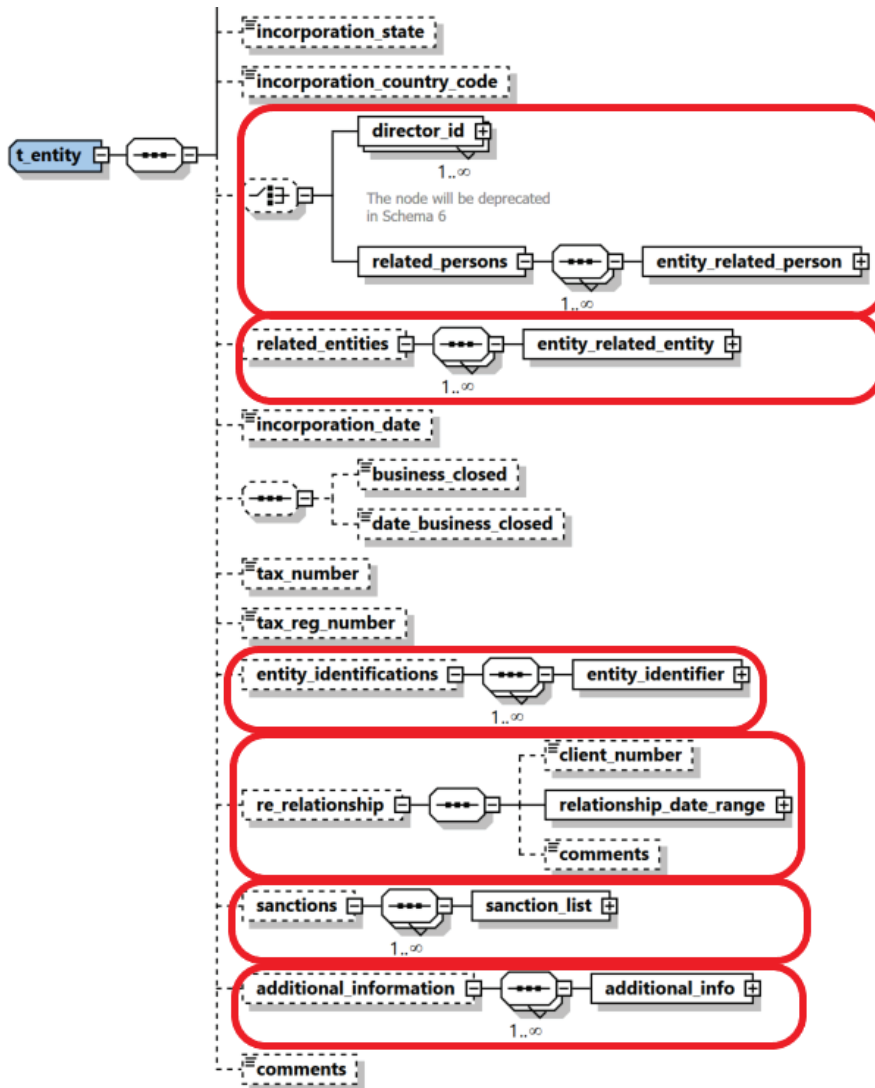 incorporation_state
incorporation_country_code
t_entity
director_id
1..∞
The node will be deprecated
in Schema 6
related_persons
entity_related_person
1..∞
related_entities
entity_related_entity
1..∞
incorporation_date
business_closed
date_business_closed
tax_number
tax_reg_number
entity_identifications
entity_identifier
1..∞
client_number
re_relationship
relationship_date_range
comments
sanctions
sanction_list
1..∞
additional_information
additional_info
1..∞
comments